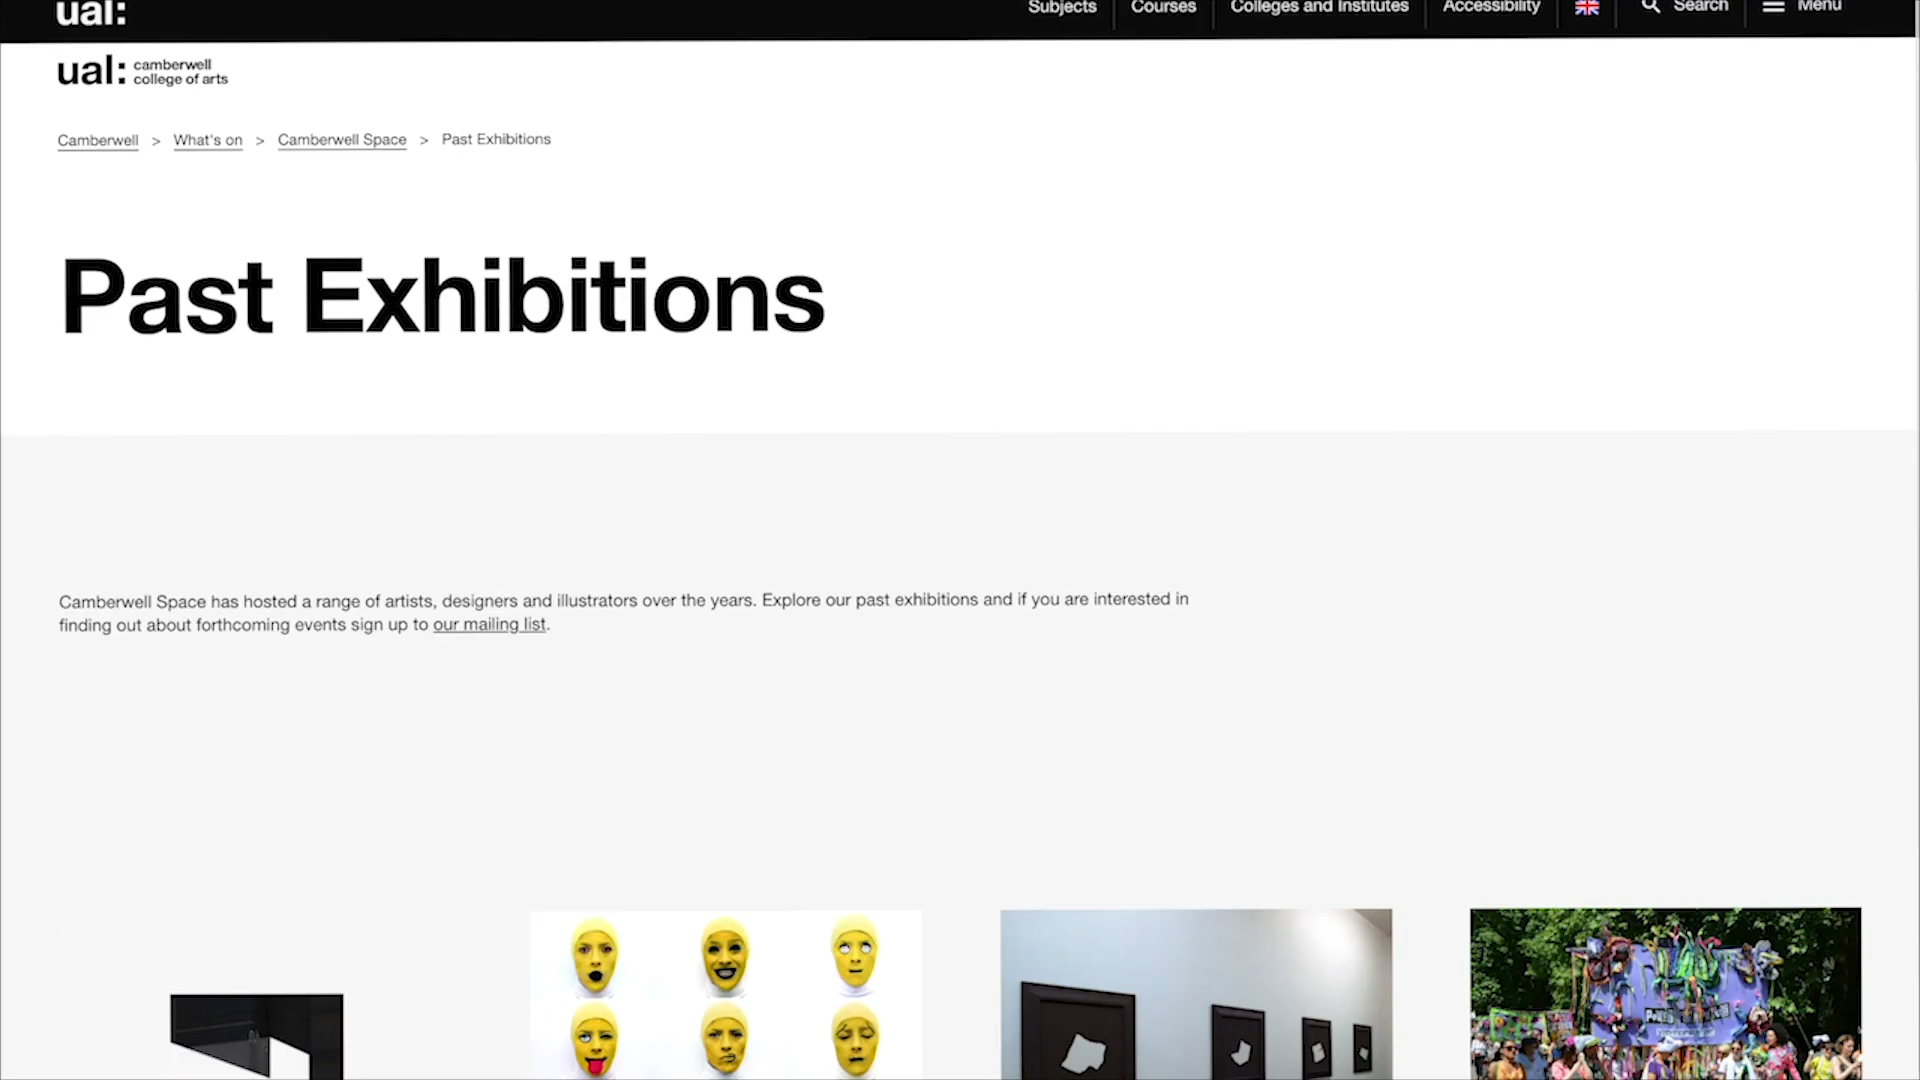 ual:
Subjects
Courses
Colleges and Institutes
Accessibility
Search
Menu
ual: camberwell
college of arts
Camberwell > What's on > Camberwell Space > Past Exhibitions
Past Exhibitions
Camberwell Space has hosted a range of artists, designers and illustrators over the years. Explore our past exhibitions and if you are interested in
finding out about forthcoming events sign up to our mailing list.